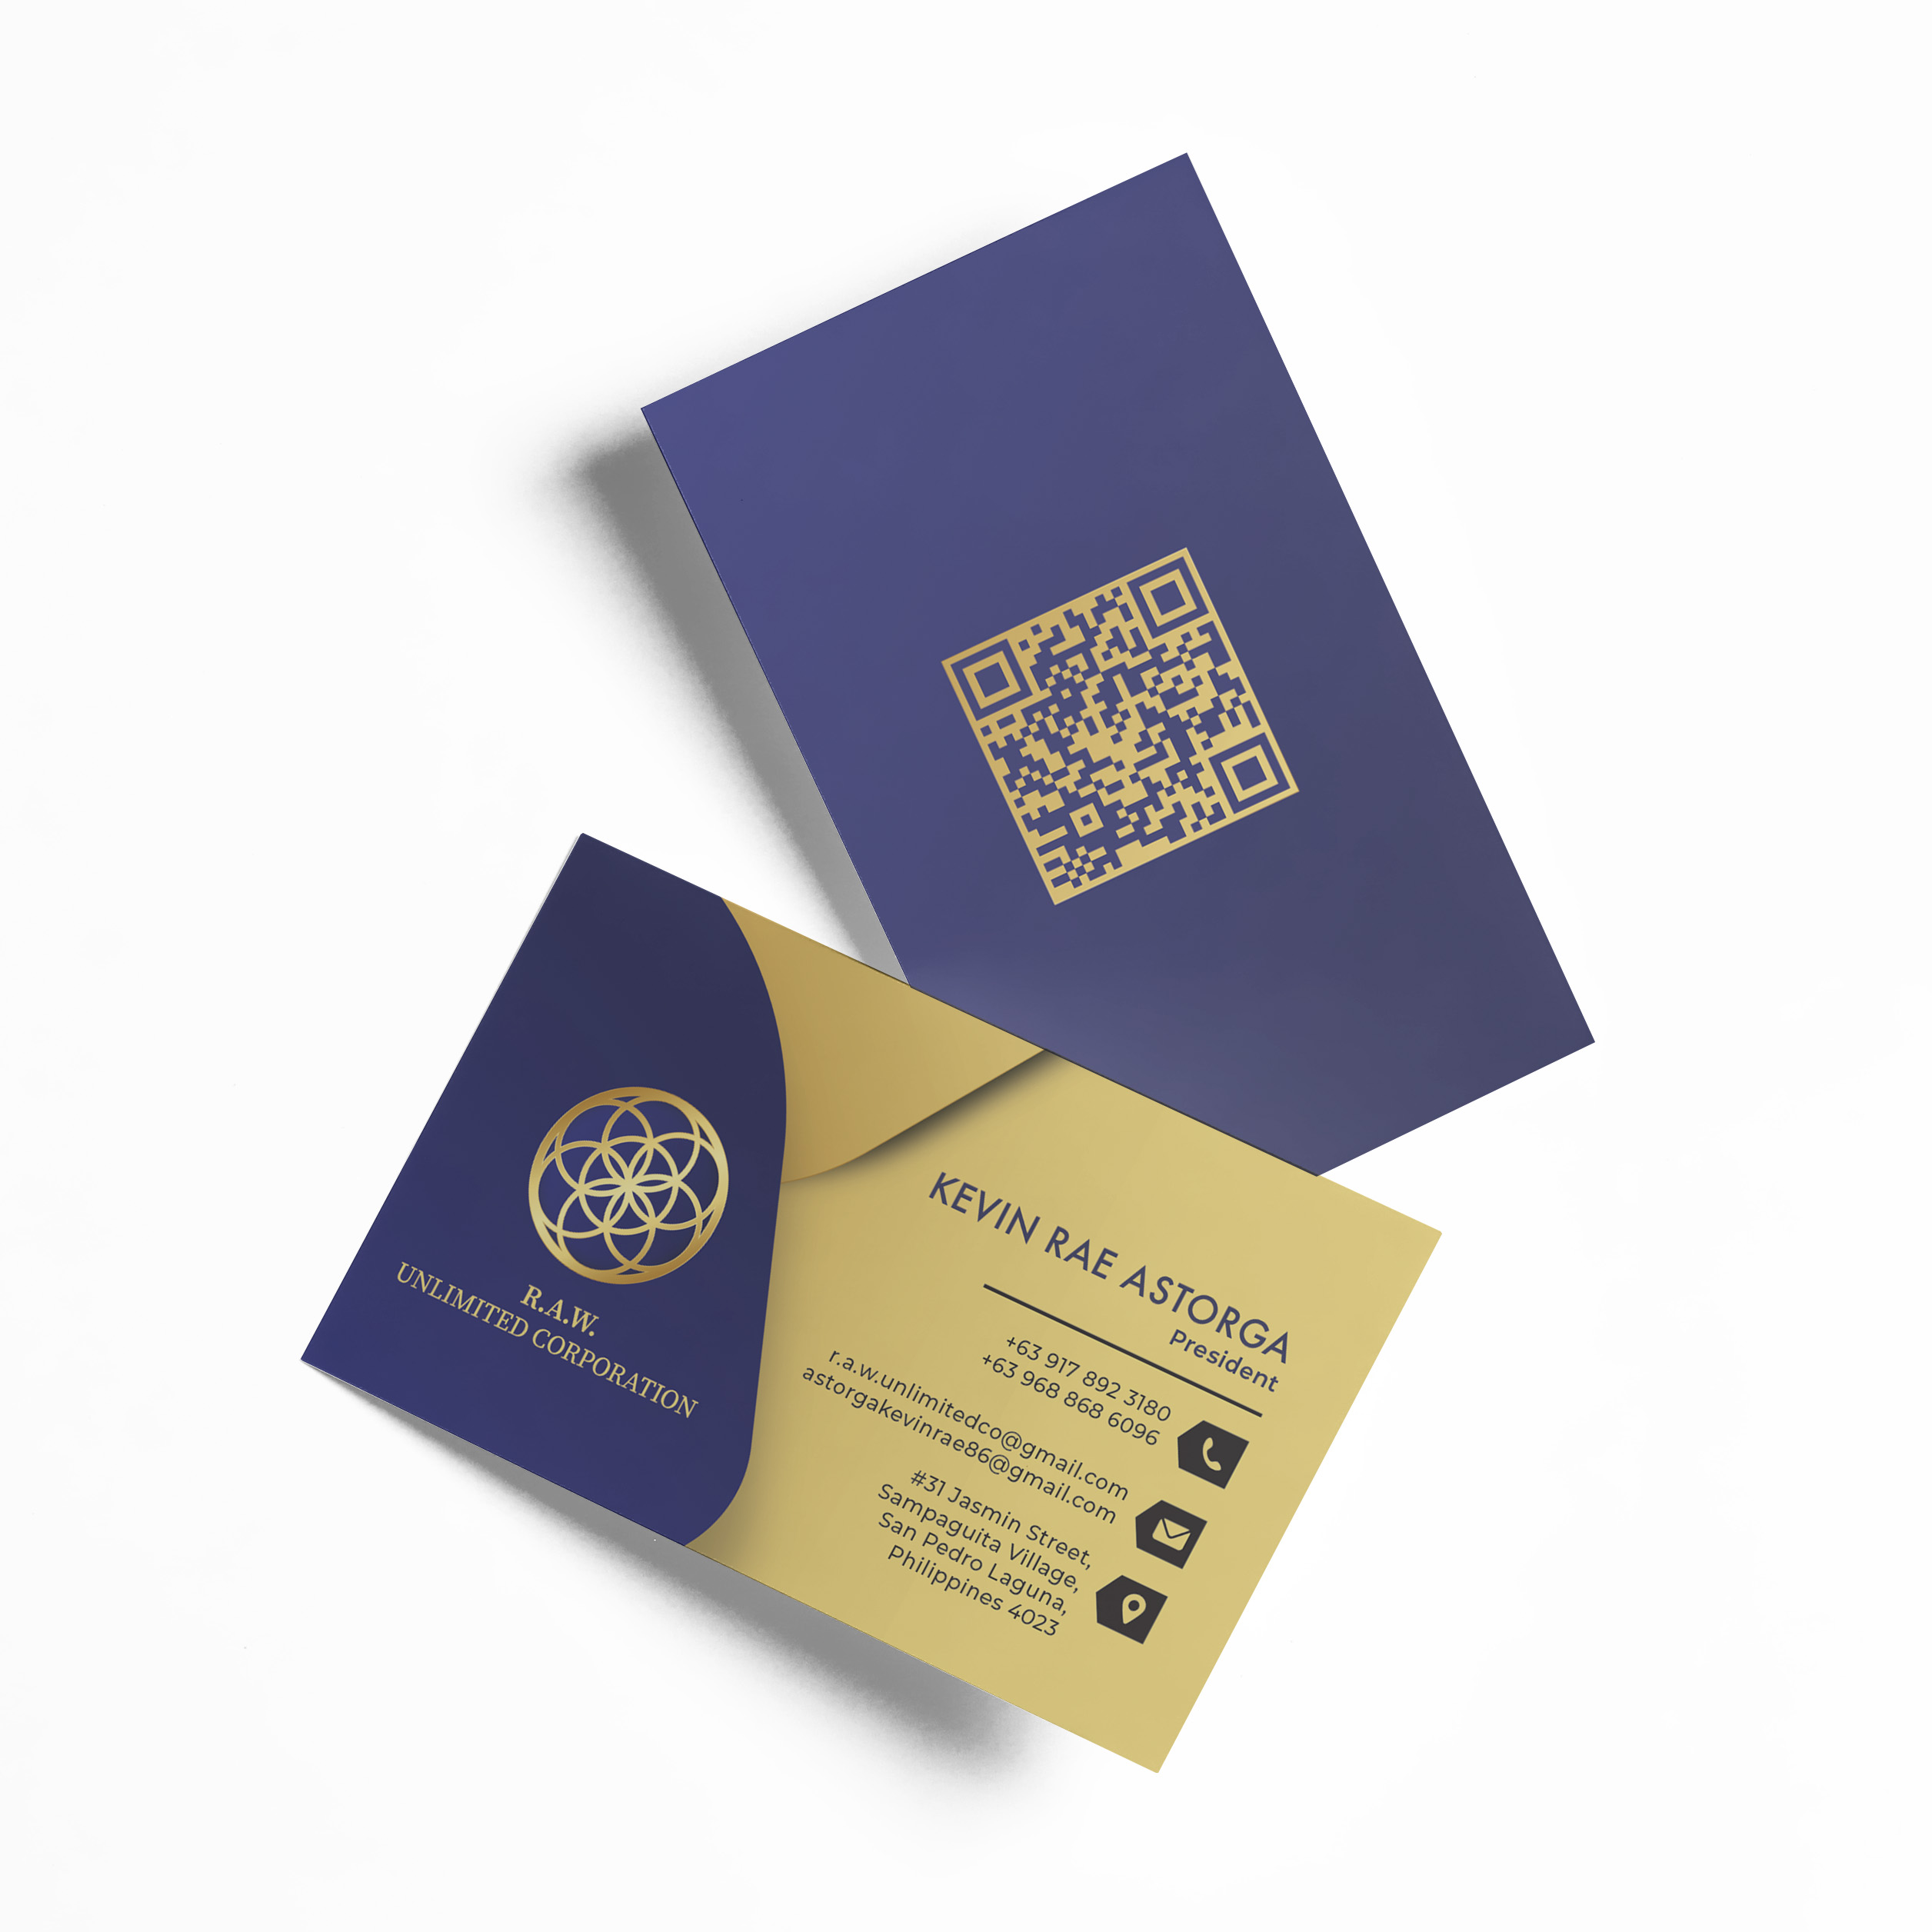 R.A.W.
UNLIMITED CORPORATION
KEVIN RAE ASTORGA
President
+63 917 892 3180
+63 968 868 6096
r.a.w.unlimitedco@gmail.com
astorgakevinrae86@gmail.com
#31 Jasmin Street,
Sampaguita Village,
San Pedro Laguna,
Philippines 4023